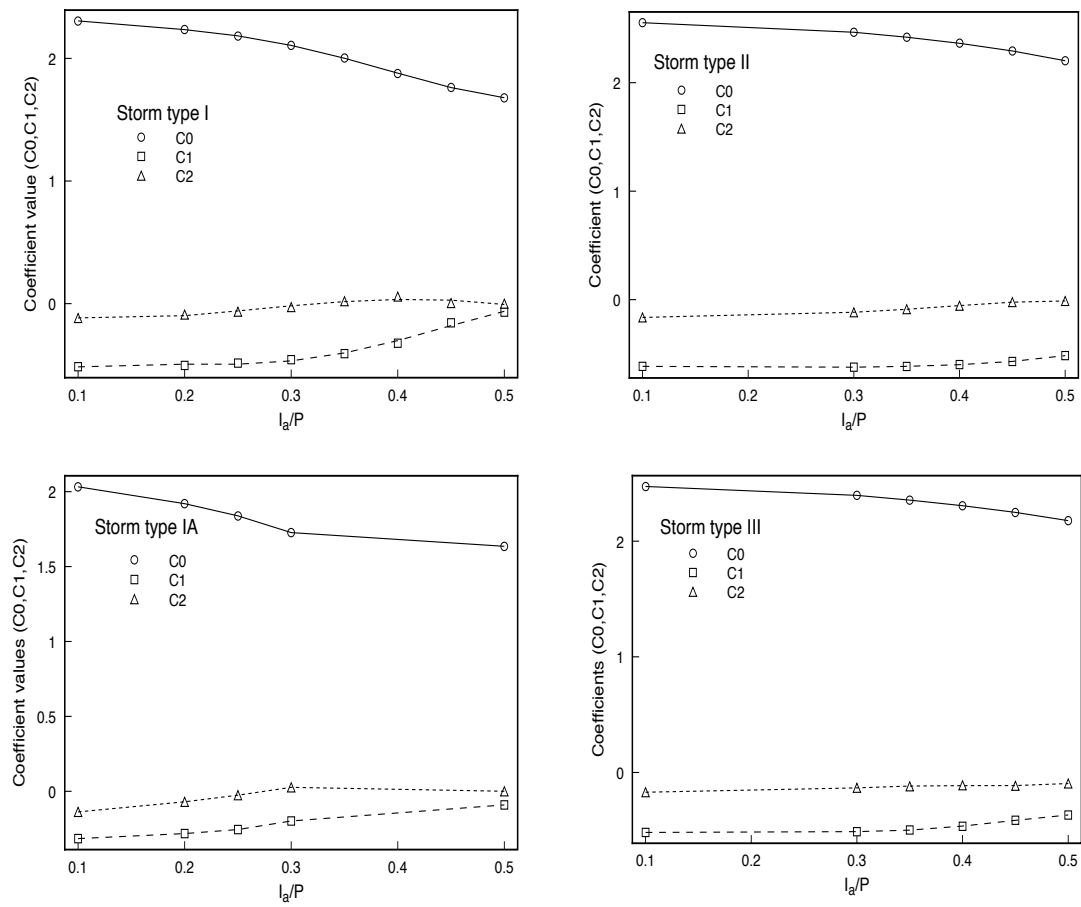 Coefficient value (C0,C1,C2)
2
1
0
Storm type I
C0
C1
C2
0.1 0.2 0.3 0.4 0.5
Ia/P
Coefficient (C0,C1,C2)
2
1
0
Storm type II
C0
C1
C2
0.1 0.2 0.3 0.4 0.5
Ia/P
Coefficient values (C0,C1,C2)
2
1.5
1
0.5
0
Storm type IA
C0
C1
C2
0.1 0.2 0.3 0.4 0.5
Ia/P
Coefficients (C0,C1,C2)
2
1
0
Storm type III
C0
C1
C2
0.1 0.2 0.3 0.4 0.5
Ia/P